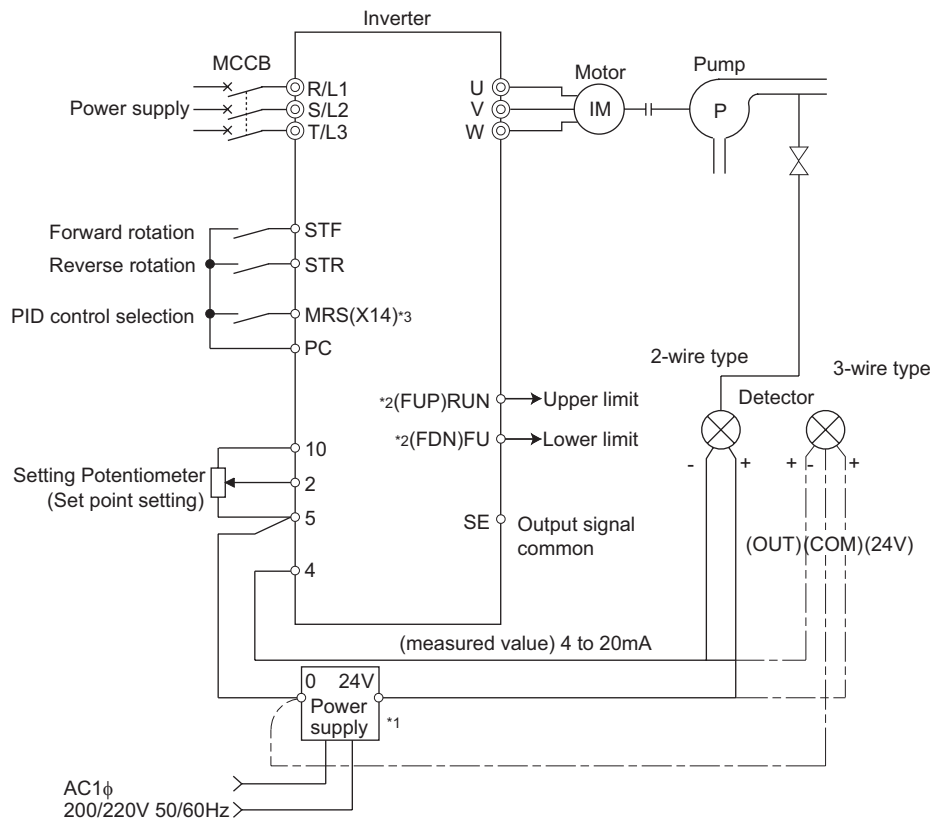 Inverter
MCCB
Power supply
R/L1
S/L2
T/L3
U
V
W
Motor
IM
Pump
P
Forward rotation
STF
Reverse rotation
STR
PID control selection
MRS(X14)*3
PC
*2(FUP)RUN
Upper limit
*2(FDN)FU
Lower limit
2-wire type
3-wire type
Detector
- +
+ - +
(OUT)(COM)(24V)
10
Setting Potentiometer
(Set point setting)
2
5
4
SE
Output signal
common
(measured value) 4 to 20mA
0 24V
Power
supply
*1
AC1ϕ
200/220V 50/60Hz